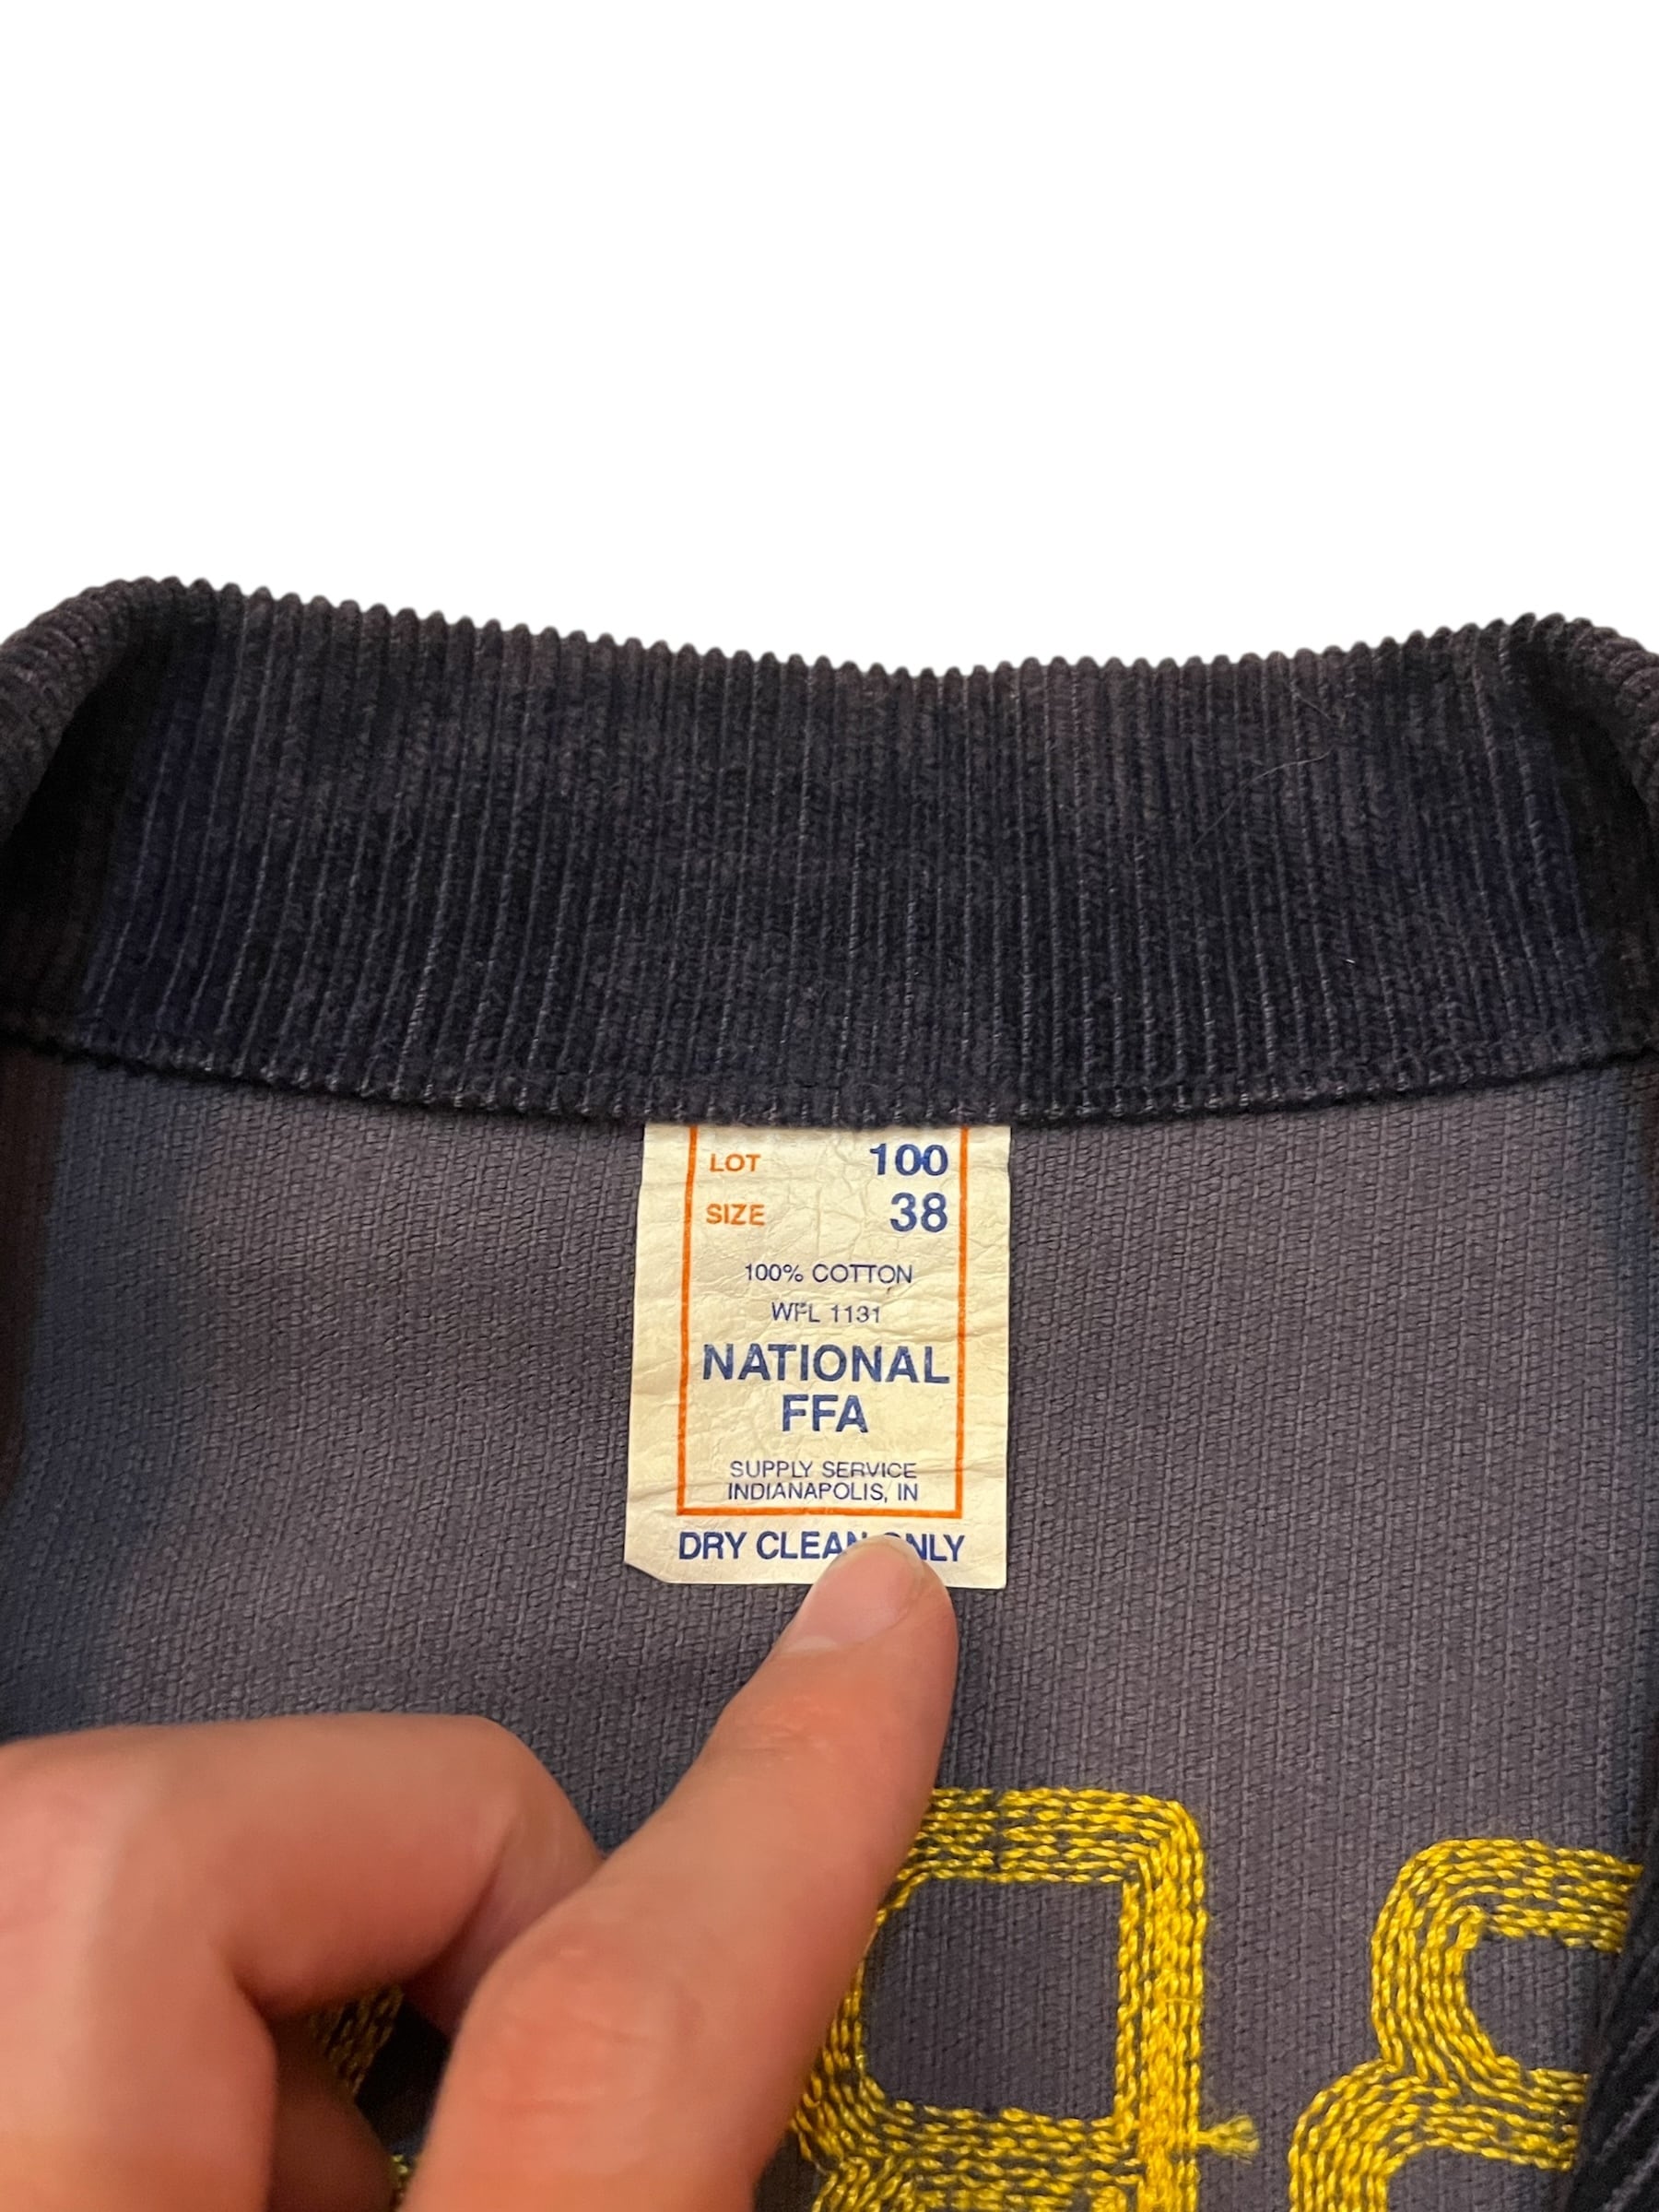 LOT 100
SIZE 38
100% COTTON
WPL 1131
NATIONAL
FFA
SUPPLY SERVICE
INDIANAPOLIS, IN
DRY CLEAN ONLY